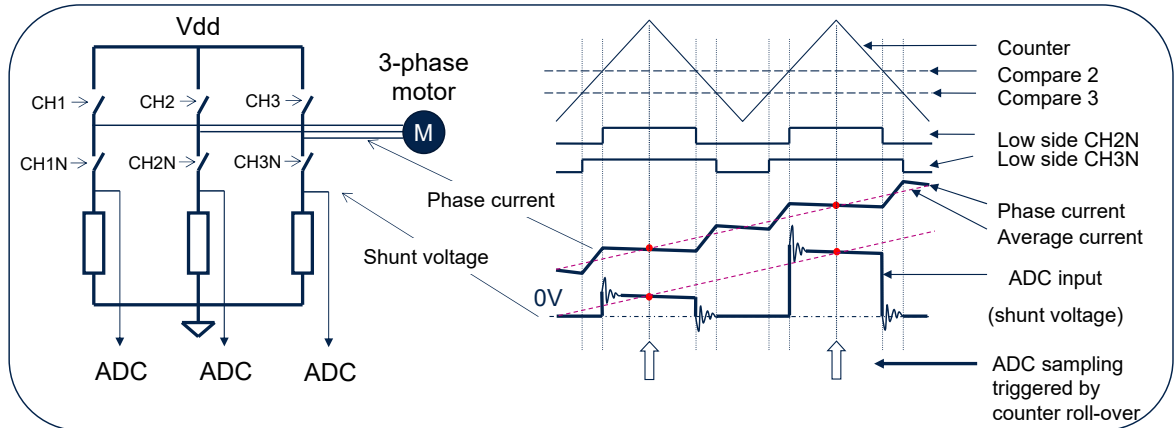 Vdd
3-phase
motor
M
CH1
CH2
CH3
CH1N
CH2N
CH3N
Phase current
Shunt voltage
ADC
ADC
ADC
0V
Counter
Compare 2
Compare 3
Low side CH2N
Low side CH3N
Phase current
Average current
ADC input
(shunt voltage)
ADC sampling
triggered by
counter roll-over